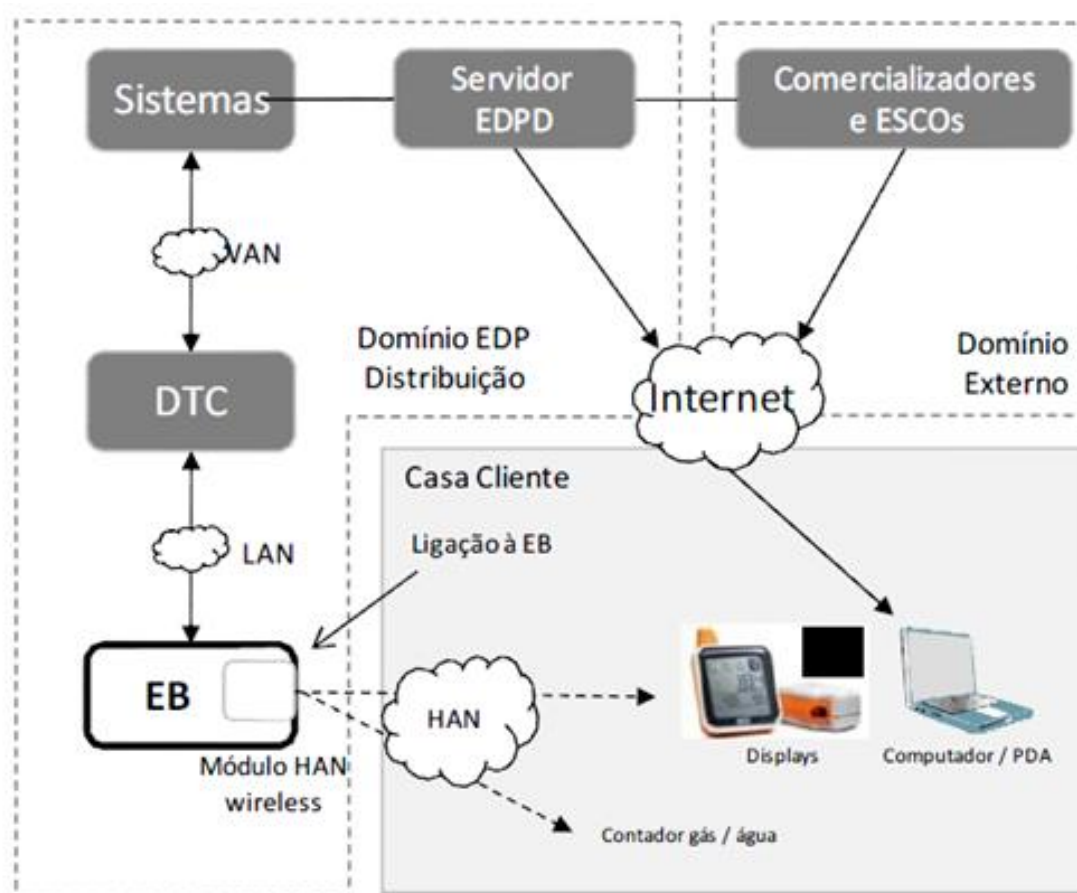 Sistemas
Servidor
EDPD
Comercializadores
e ESCOs
VAN
Domínio EDP
Distribuição
Internet
Domínio
Externo
DTC
Casa Cliente
Ligação à EB
LAN
EB
HAN
Módulo HAN
wireless
Displays
Computador / PDA
Contador gás / água